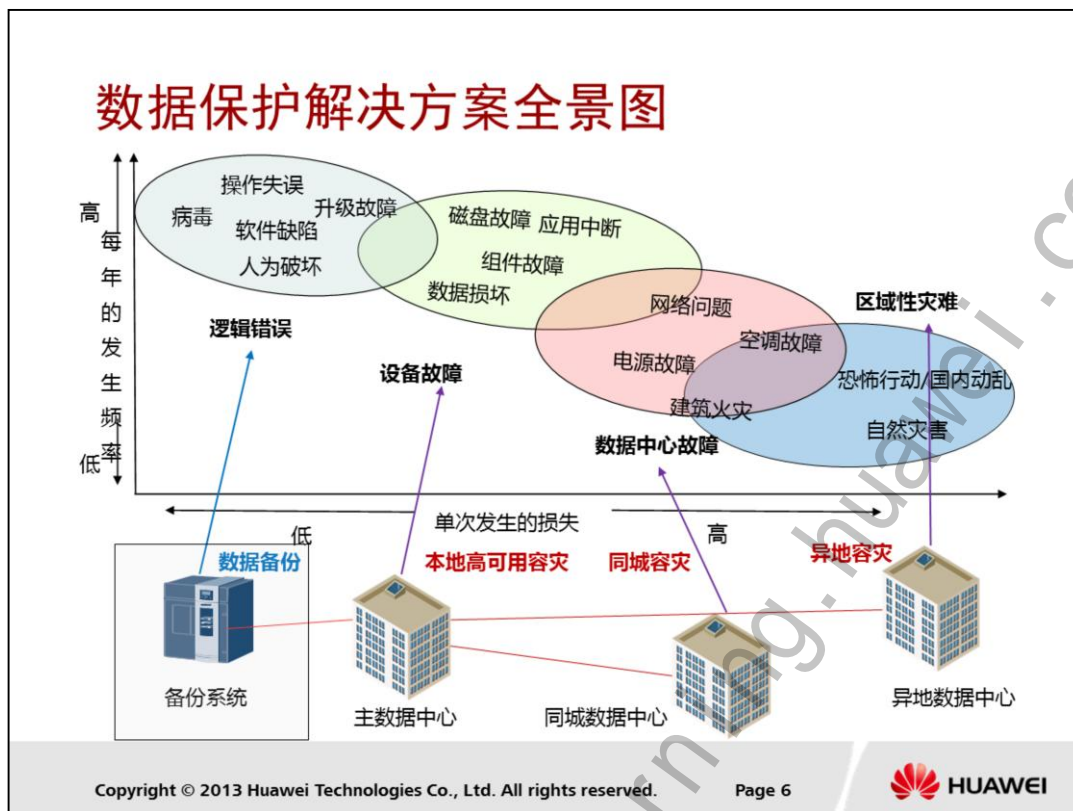 数据保护解决方案全景图
高
每年的发生频率
低
操作失误
病毒
升级故障
软件缺陷
人为破坏
磁盘故障
应用中断
组件故障
数据损坏
网络问题
空调故障
电源故障
建筑火灾
区域性灾难
恐怖行动/国内动乱
自然灾害
逻辑错误
设备故障
数据中心故障
低
单次发生的损失
高
数据备份
本地高可用容灾
同城容灾
异地容灾
备份系统
主数据中心
同城数据中心
异地数据中心
Copyright © 2013 Huawei Technologies Co., Ltd. All rights reserved.
Page 6
HUAWEI
rning.huawei.co